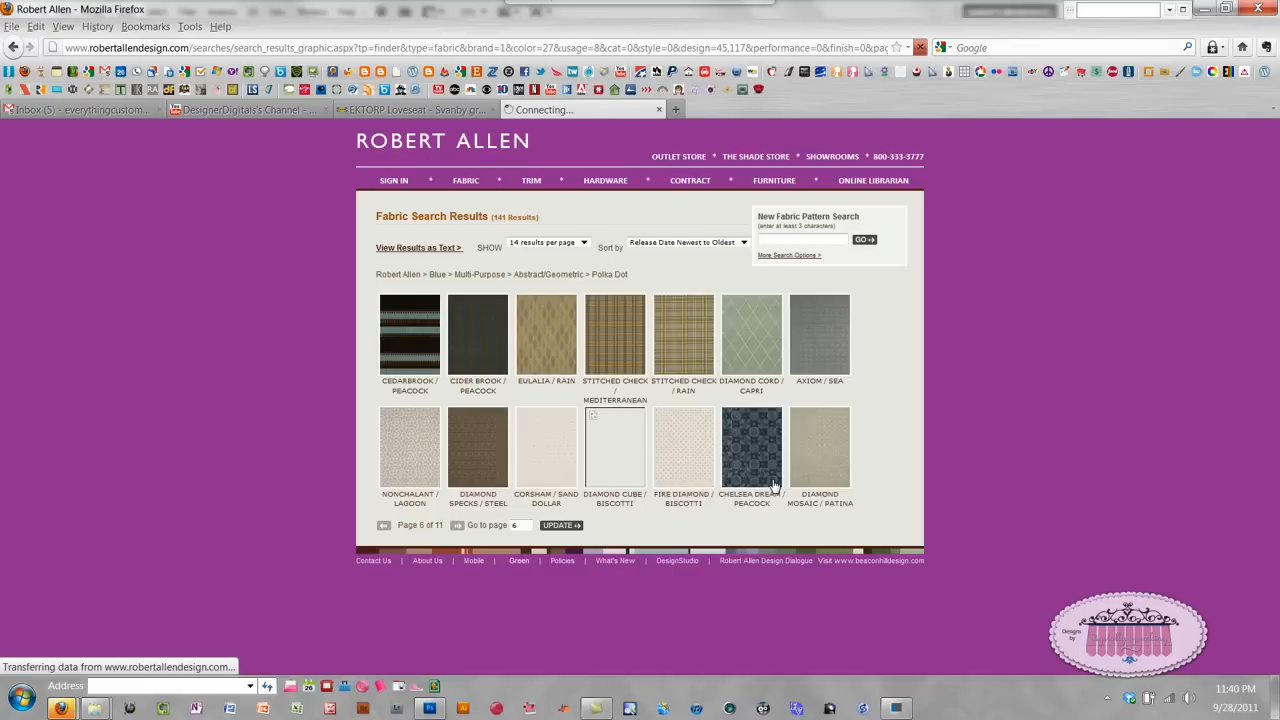 Robert Allen - Mozilla Firefox
File Edit View History Bookmarks Tools Help
www.robertallendesign.com/searches/search_results_graphic.aspx?tp=finder&type=fabric&brand=1&color=27&usage=8&cat=0&style=0&design=45,117&performance=0&finish=0&pag
Google
Inbox (5) - everythingcustom... DesignerDigitals's Channel - ... EKTORP Loveseat - Svanby gr... Connecting...
ROBERT ALLEN
OUTLET STORE * THE SHADE STORE * SHOWROOMS * 800-333-3777
SIGN IN • FABRIC • TRIM • HARDWARE • CONTRACT • FURNITURE • ONLINE LIBRARIAN
Fabric Search Results (141 Results)
New Fabric Pattern Search
(enter at least 3 characters)
GO
More Search Options >
View Results as Text > SHOW 14 results per page Sort by Release Date Newest to Oldest
Robert Allen > Blue > Multi-Purpose > Abstract/Geometric > Polka Dot
CEDARBROOK / PEACOCK
CIDER BROOK / PEACOCK
EULALIA / RAIN
STITCHED CHECK / MEDITERRANEAN
STITCHED CHECK / RAIN
DIAMOND CORD / CAPRI
AXIOM / SEA
NONCHALANT / LAGOON
DIAMOND SPECKS / STEEL
CORSHAM / SAND DOLLAR
DIAMOND CUBE / BISCOTTI
FIRE DIAMOND / BISCOTTI
CHELSEA DREAM / PEACOCK
DIAMOND MOSAIC / PATINA
Page 6 of 11 Go to page 6 UPDATE
Contact Us | About Us | Mobile | Green | Policies | What's New | DesignStudio | Robert Allen Design Dialogue Visit www.beaconhilldesign.com
Designs by
Transferring data from www.robertallendesign.com...
Address
11:40 PM
9/28/2011